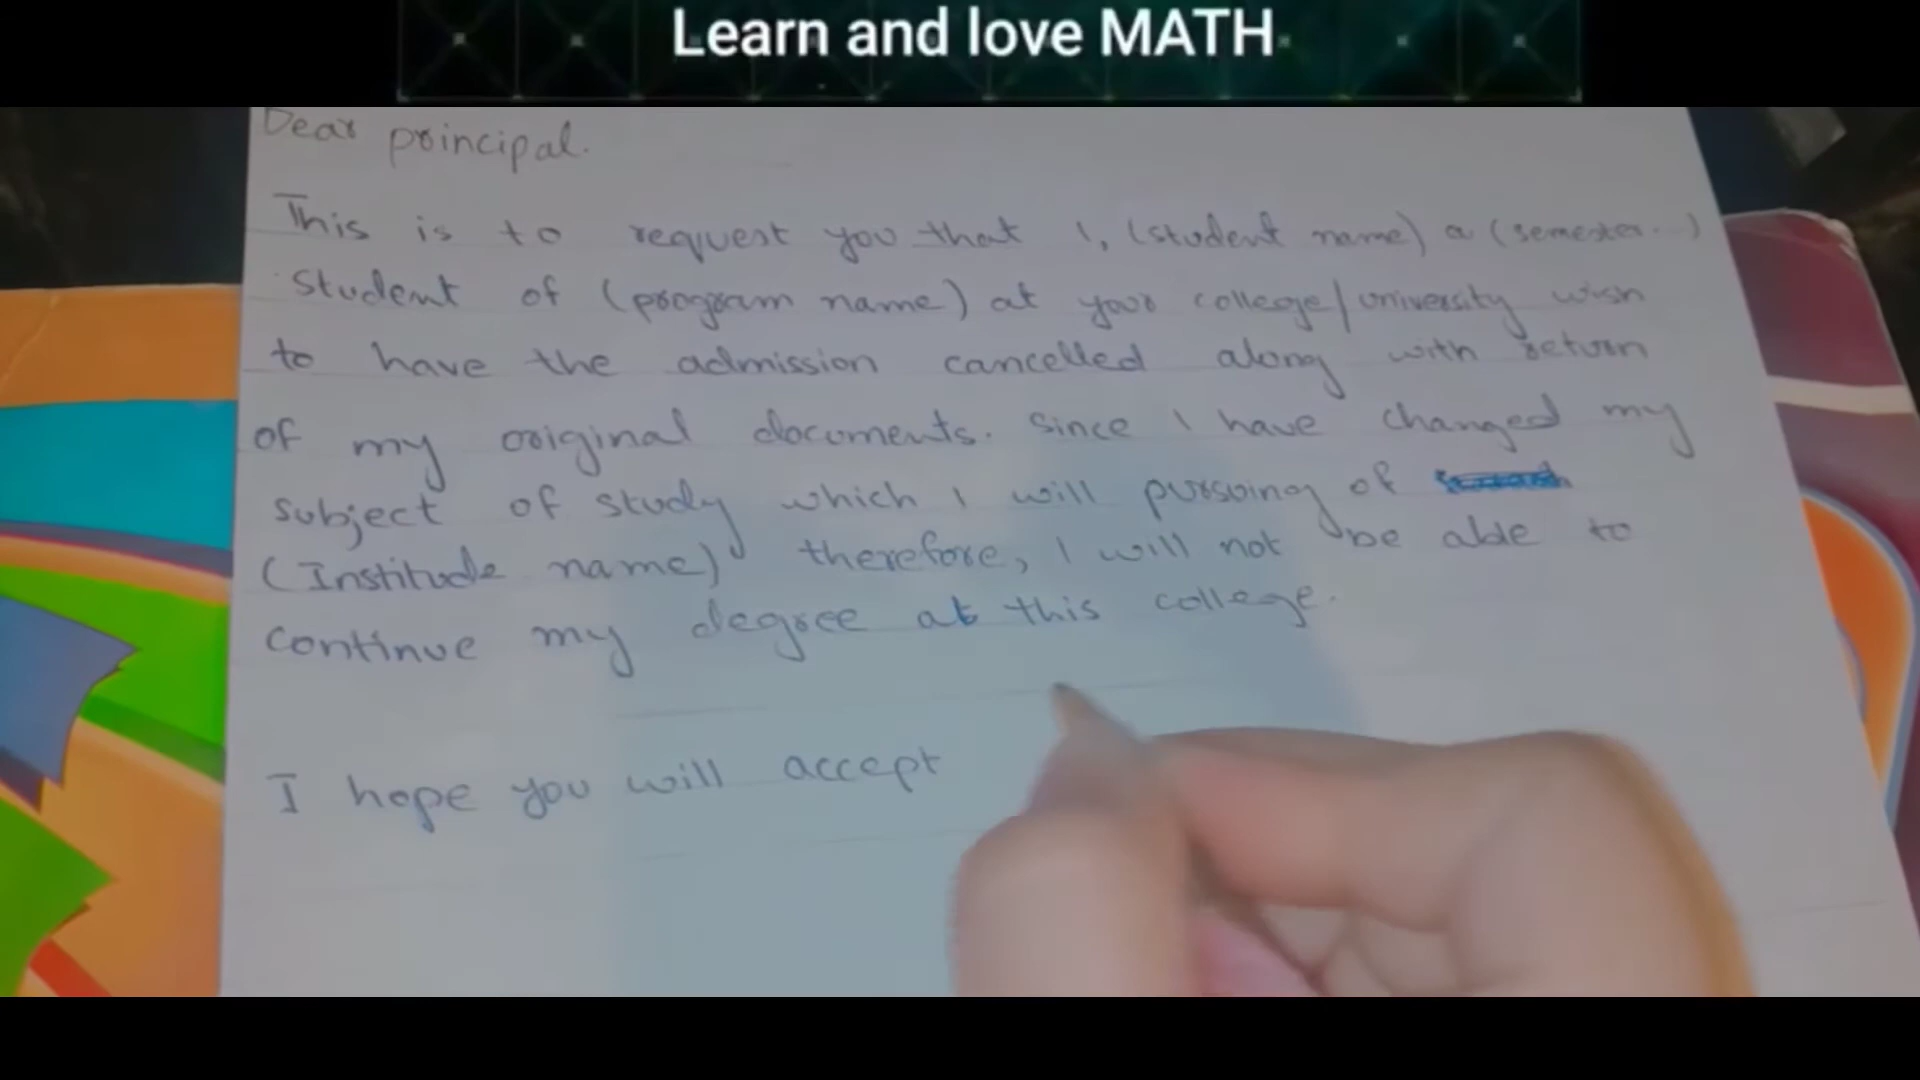 Learn and love MATH
Dear principal.
This is to request you that I, (student name) a (semester...)
student of (program name) at your college/university wish
to have the admission cancelled along with return
of my original documents. Since I have changed my
subject of study which I will pursuing of
(Institude name) therefore, I will not be able to
continue my degree at this college.
I hope you will accept